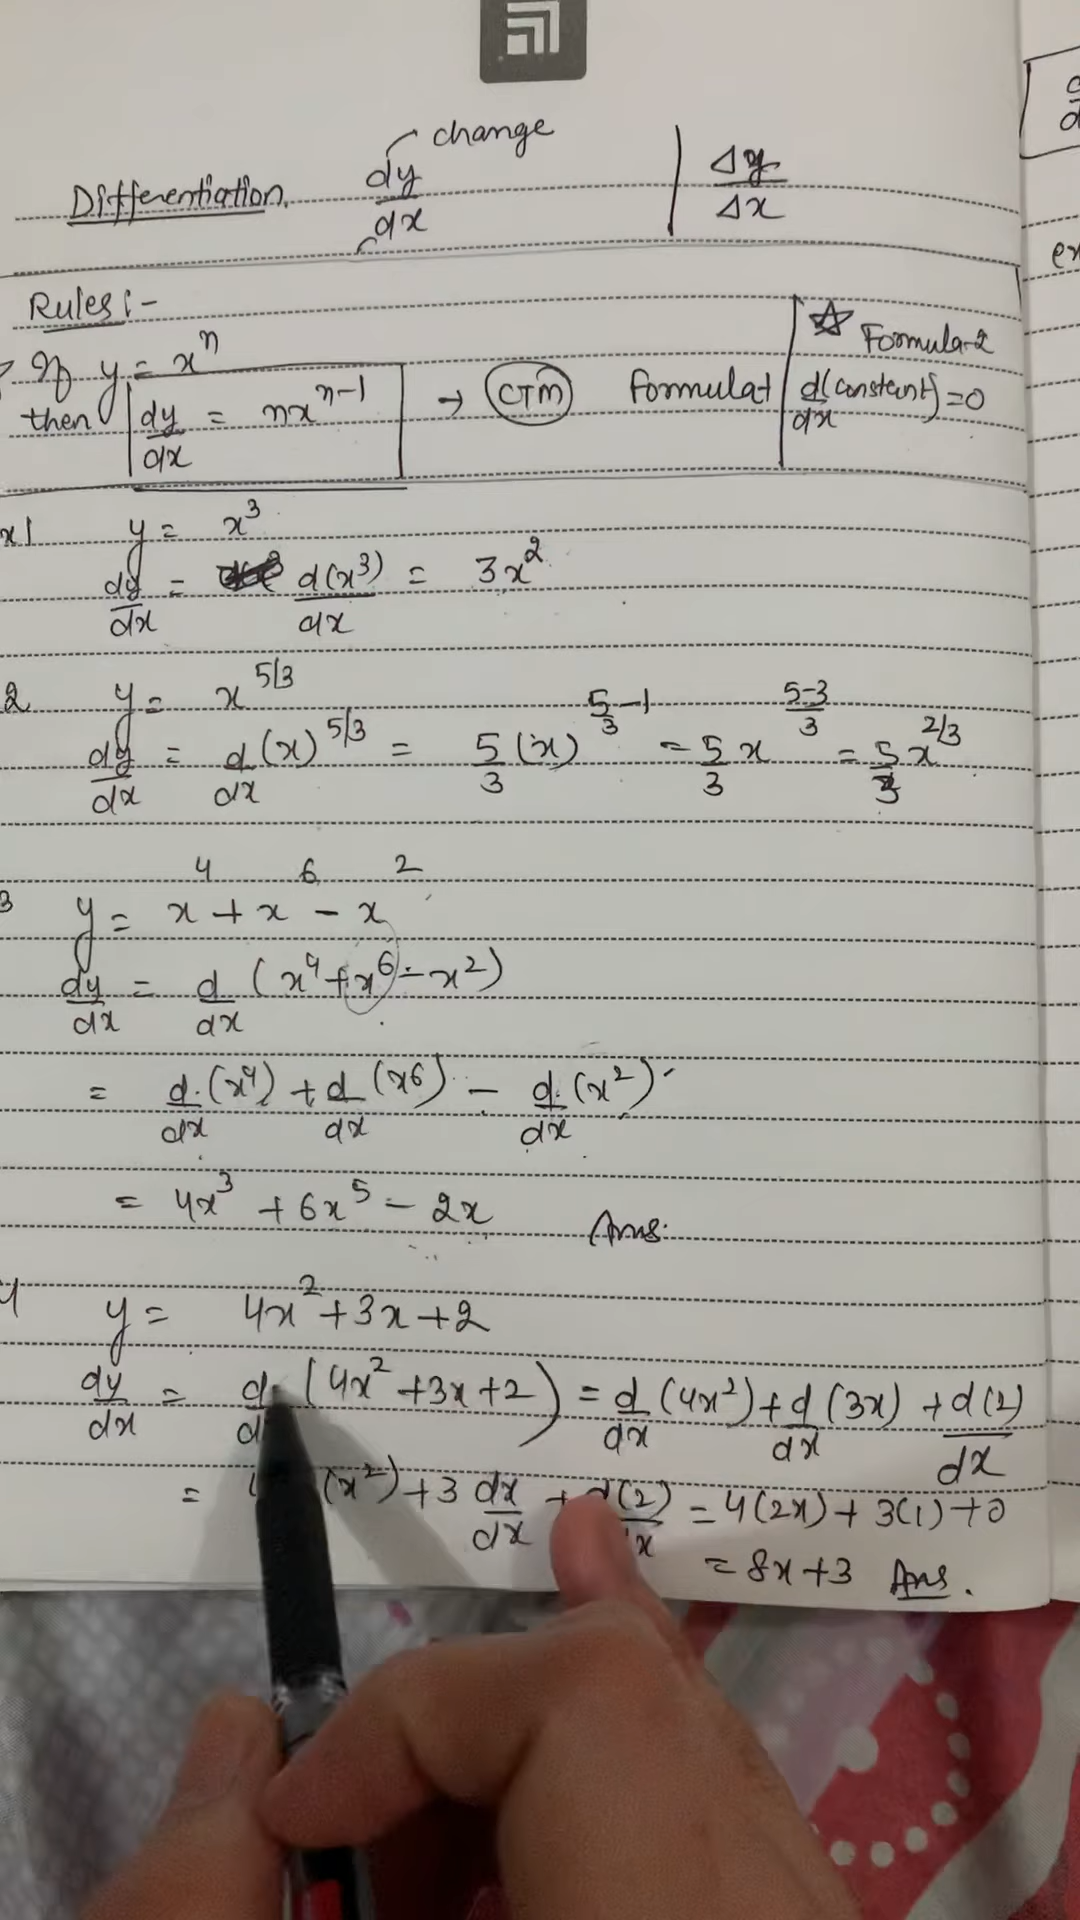 change
Differentiation. dy/dx | Δy/Δx
Rules :-
If y = x^n
☆ Formula-2
then dy/dx = nx^(n-1) → CTM Formula1 d(constant)/dx = 0
x1 y = x^3
dy/dx = d(x^3)/dx = 3x^2
2 y = x^(5/3)
dy/dx = d/dx (x)^(5/3) = 5/3 (x)^(5/3 - 1) = 5/3 x^((5-3)/3) = 5/3 x^(2/3)
3 y = x^4 + x^6 - x^2
dy/dx = d/dx (x^4 + x^6 - x^2)
= d/dx (x^4) + d/dx (x^6) - d/dx (x^2)
= 4x^3 + 6x^5 - 2x Ans.
4 y = 4x^2 + 3x + 2
dy/dx = d/d (4x^2 + 3x + 2) = d/dx (4x^2) + d/dx (3x) + d(2)/dx
= (x^2) + 3 dx/dx + d(2)/dx = 4(2x) + 3(1) + 0
= 8x + 3 Ans.
ex